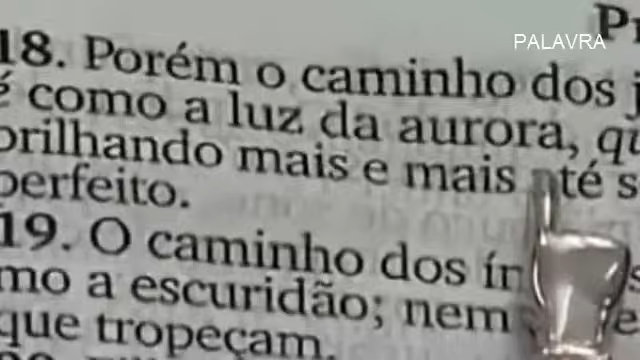 PALAVRA
18. Porém o caminho dos
é como a luz da aurora,
brilhando mais e mais até
perfeito.
19. O caminho dos
mo a escuridão; nem
que tropeçam.